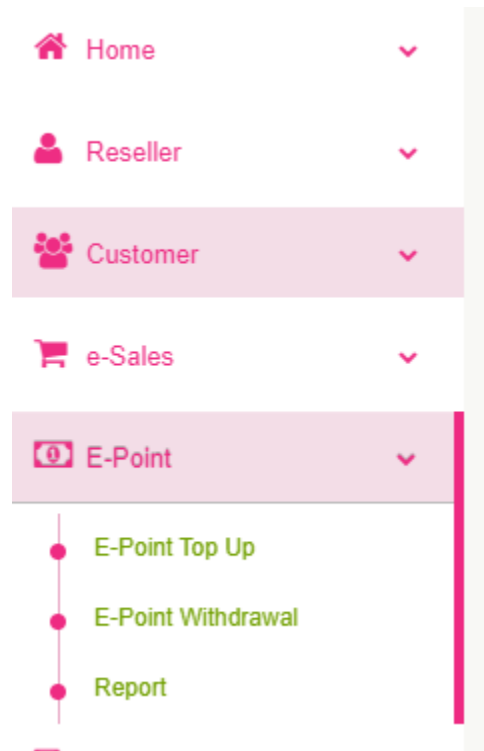 Home
Reseller
Customer
e-Sales
E-Point
E-Point Top Up
E-Point Withdrawal
Report